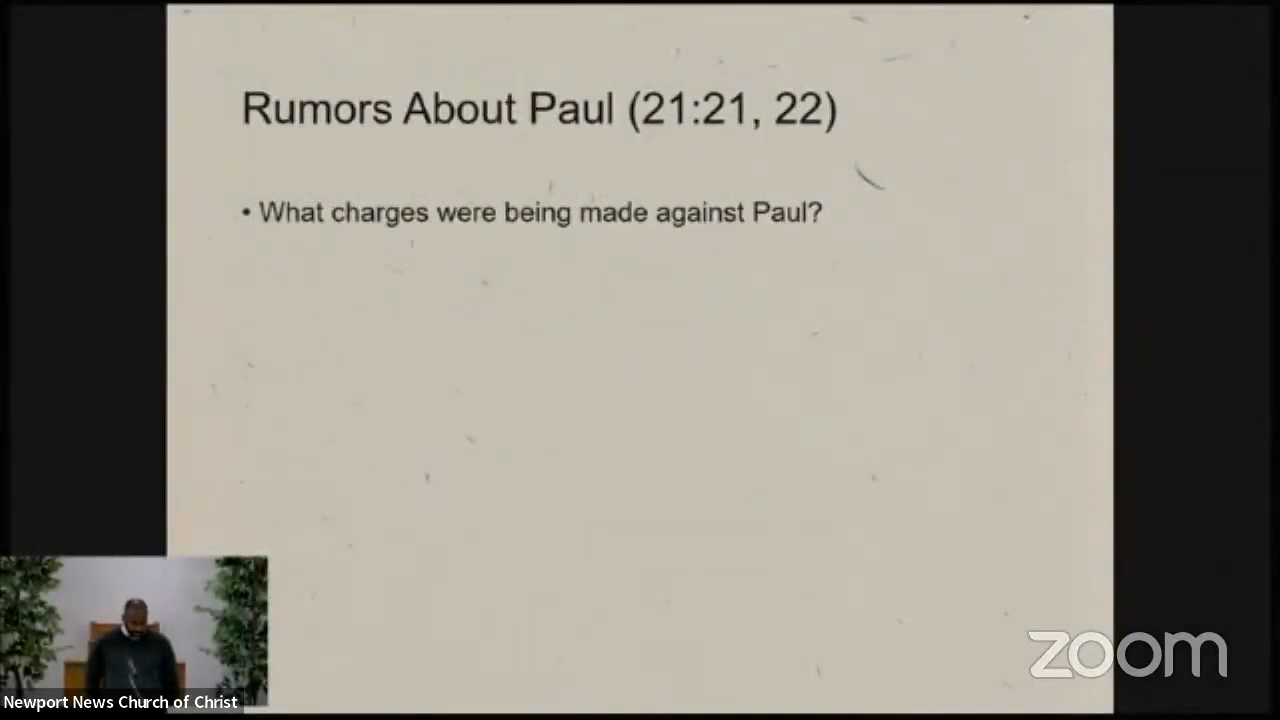 Rumors About Paul (21:21, 22)
• What charges were being made against Paul?
zoom
Newport News Church of Christ